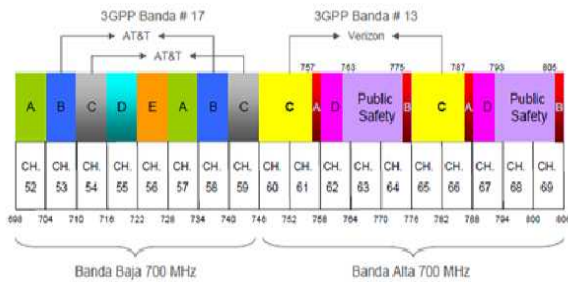 3GPP Banda # 17 3GPP Banda # 13
AT&T Verizon
AT&T 757 763 775 787 793 805
A B C D E A B C C A D Public Safety B C A D Public Safety B
CH. 52 CH. 53 CH. 54 CH. 55 CH. 56 CH. 57 CH. 58 CH. 59 CH. 60 CH. 61 CH. 62 CH. 63 CH. 64 CH. 65 CH. 66 CH. 67 CH. 68 CH. 69
698 704 710 716 722 728 734 740 746 752 758 764 770 776 782 788 794 800 806
Banda Baja 700 MHz Banda Alta 700 MHz